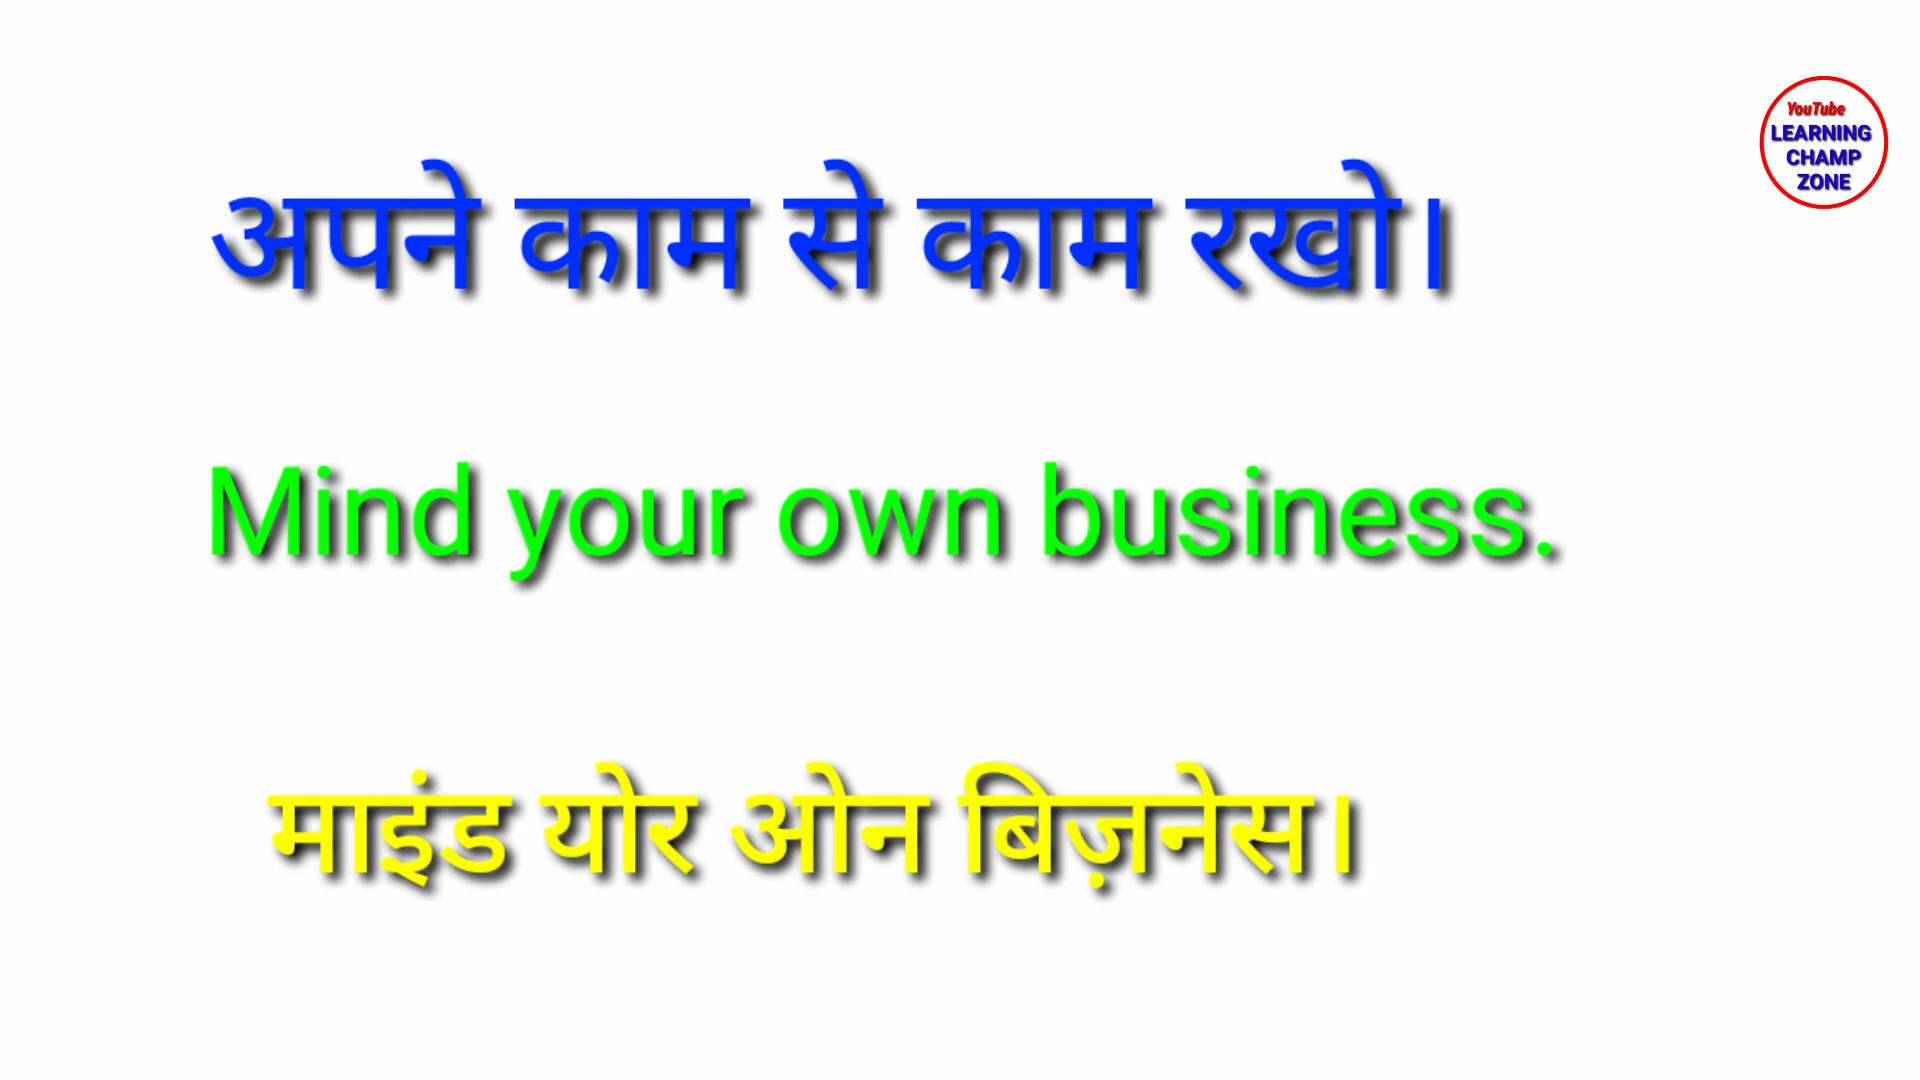 YouTube
LEARNING
CHAMP
ZONE
अपने काम से काम रखो।
Mind your own business.
माइंड योर ओन बिज़नेस।